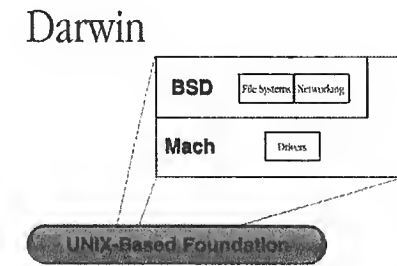 Darwin
BSD File Systems Networking
Mach Drivers
UNIX-Based Foundation